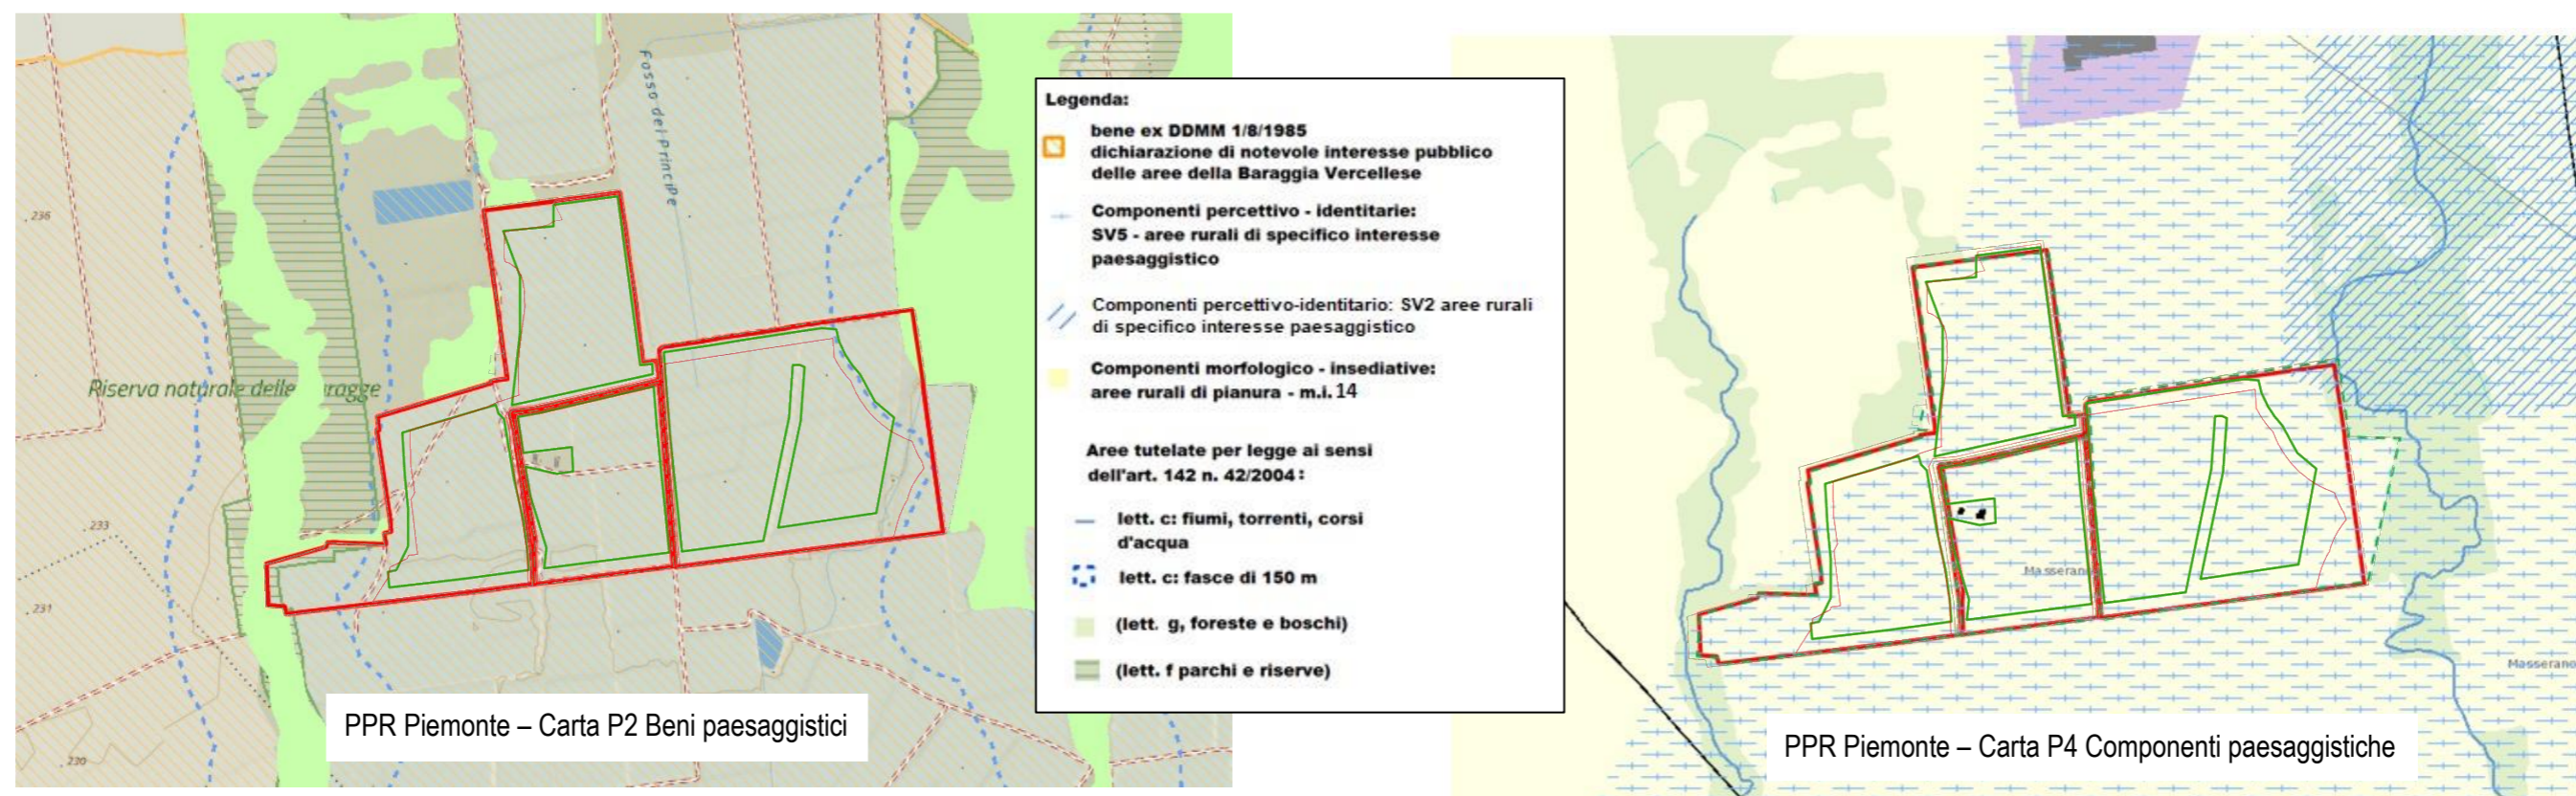 Fosso del Principe
236
Riserva naturale delle
ragge
233
231
230
PPR Piemonte – Carta P2 Beni paesaggistici
Legenda:
bene ex DDMM 1/8/1985
dichiarazione di notevole interesse pubblico
delle aree della Baraggia Vercellese
Componenti percettivo - identitarie:
SV5 - aree rurali di specifico interesse
paesaggistico
Componenti percettivo-identitario: SV2 aree rurali
di specifico interesse paesaggistico
Componenti morfologico - insediative:
aree rurali di pianura - m.i. 14
Aree tutelate per legge ai sensi
dell'art. 142 n. 42/2004:
lett. c: fiumi, torrenti, corsi
d'acqua
lett. c: fasce di 150 m
(lett. g, foreste e boschi)
(lett. f parchi e riserve)
Masserano
Masserano
PPR Piemonte – Carta P4 Componenti paesaggistiche